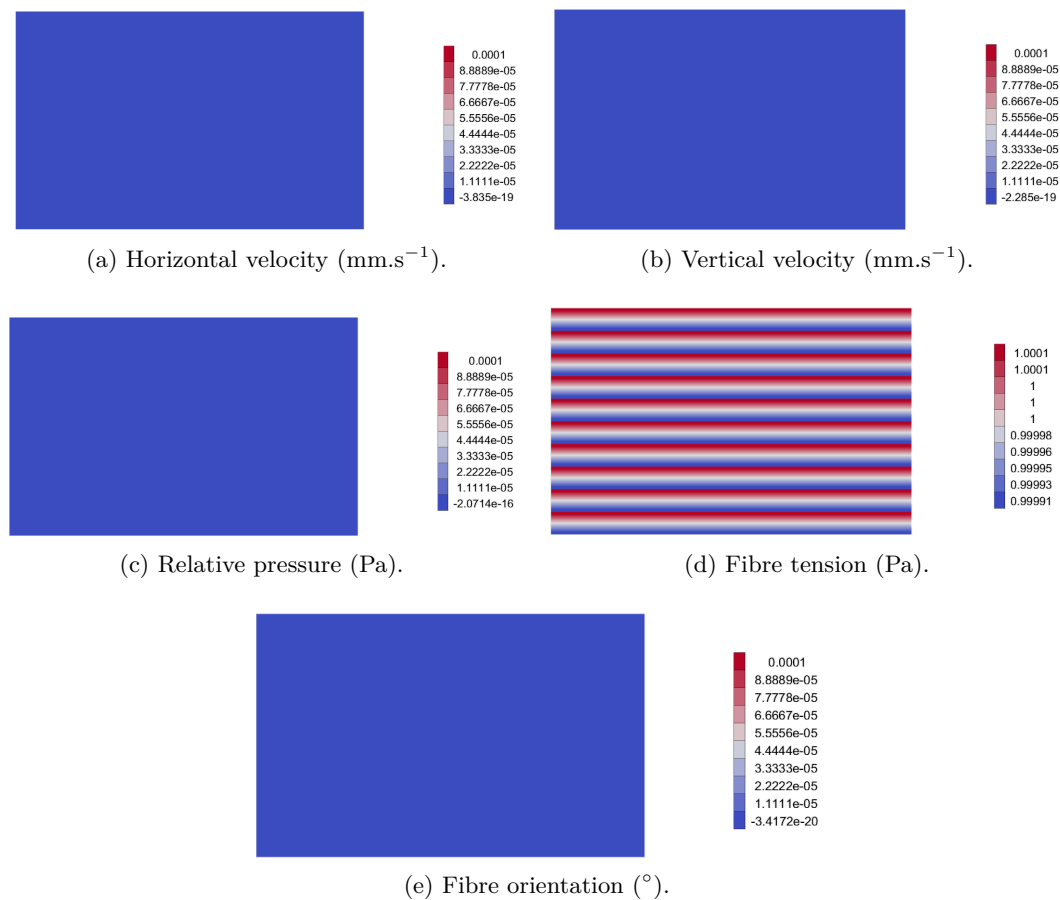 0.0001
8.8889e-05
7.7778e-05
6.6667e-05
5.5556e-05
4.4444e-05
3.3333e-05
2.2222e-05
1.1111e-05
-3.835e-19
(a) Horizontal velocity (mm.s⁻¹).
0.0001
8.8889e-05
7.7778e-05
6.6667e-05
5.5556e-05
4.4444e-05
3.3333e-05
2.2222e-05
1.1111e-05
-2.285e-19
(b) Vertical velocity (mm.s⁻¹).
0.0001
8.8889e-05
7.7778e-05
6.6667e-05
5.5556e-05
4.4444e-05
3.3333e-05
2.2222e-05
1.1111e-05
-2.0714e-16
(c) Relative pressure (Pa).
1.0001
1.0001
1
1
1
0.99998
0.99996
0.99995
0.99993
0.99991
(d) Fibre tension (Pa).
0.0001
8.8889e-05
7.7778e-05
6.6667e-05
5.5556e-05
4.4444e-05
3.3333e-05
2.2222e-05
1.1111e-05
-3.4172e-20
(e) Fibre orientation (°).